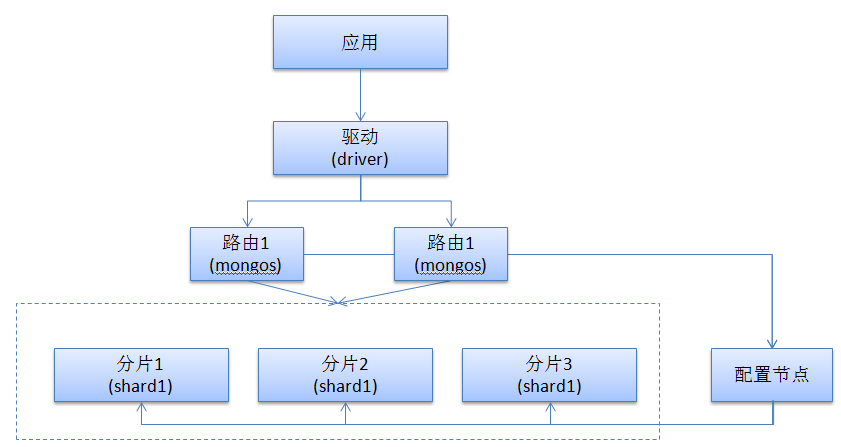 应用
驱动
(driver)
路由1
(mongos)
路由1
(mongos)
分片1
(shard1)
分片2
(shard1)
分片3
(shard1)
配置节点